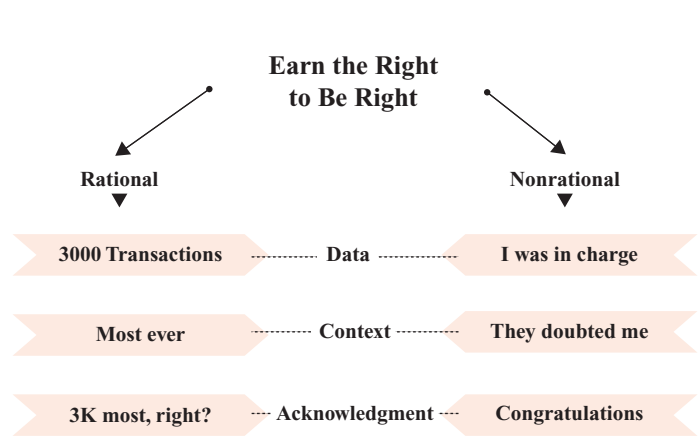 Earn the Right
to Be Right
Rational
Nonrational
3000 Transactions
Data
I was in charge
Most ever
Context
They doubted me
3K most, right?
Acknowledgment
Congratulations